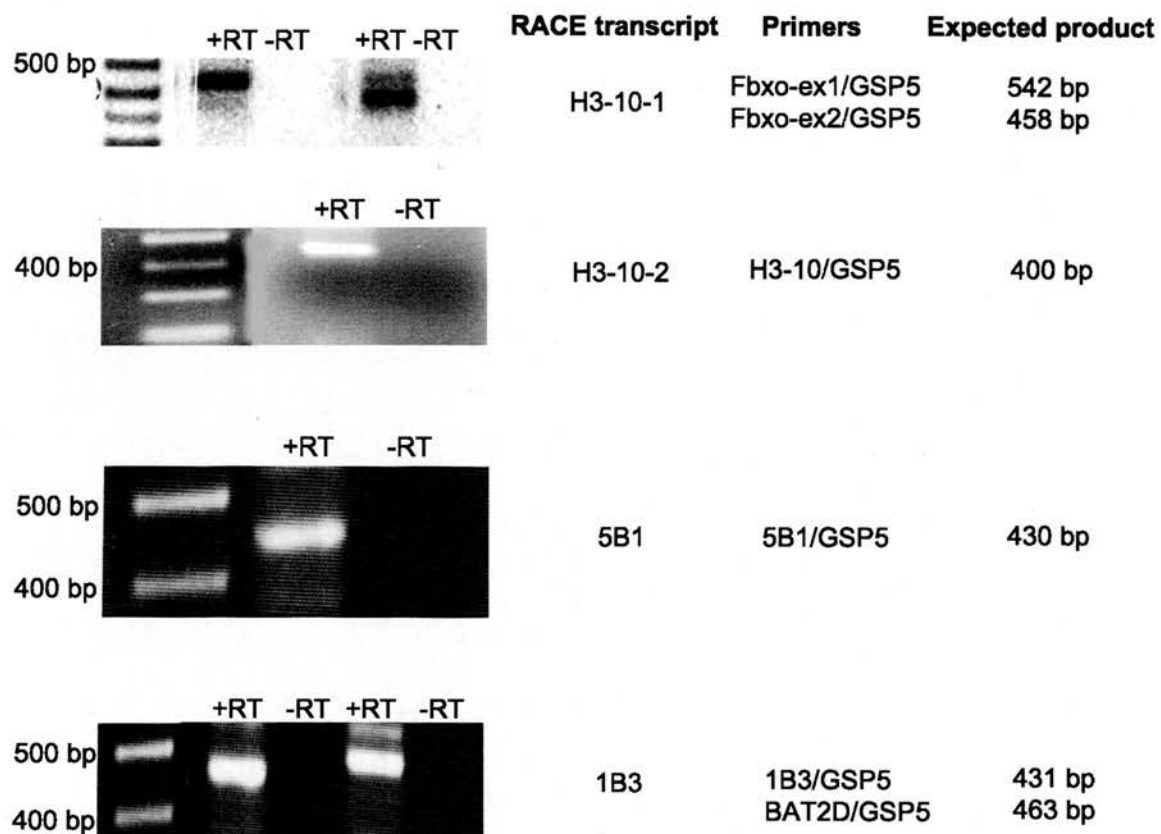 RACE transcript Primers Expected product
+RT -RT +RT -RT
500 bp
H3-10-1 Fbxo-ex1/GSP5 542 bp
Fbxo-ex2/GSP5 458 bp
+RT -RT
400 bp H3-10-2 H3-10/GSP5 400 bp
+RT -RT
500 bp
5B1 5B1/GSP5 430 bp
400 bp
+RT -RT +RT -RT
500 bp
1B3 1B3/GSP5 431 bp
400 bp BAT2D/GSP5 463 bp